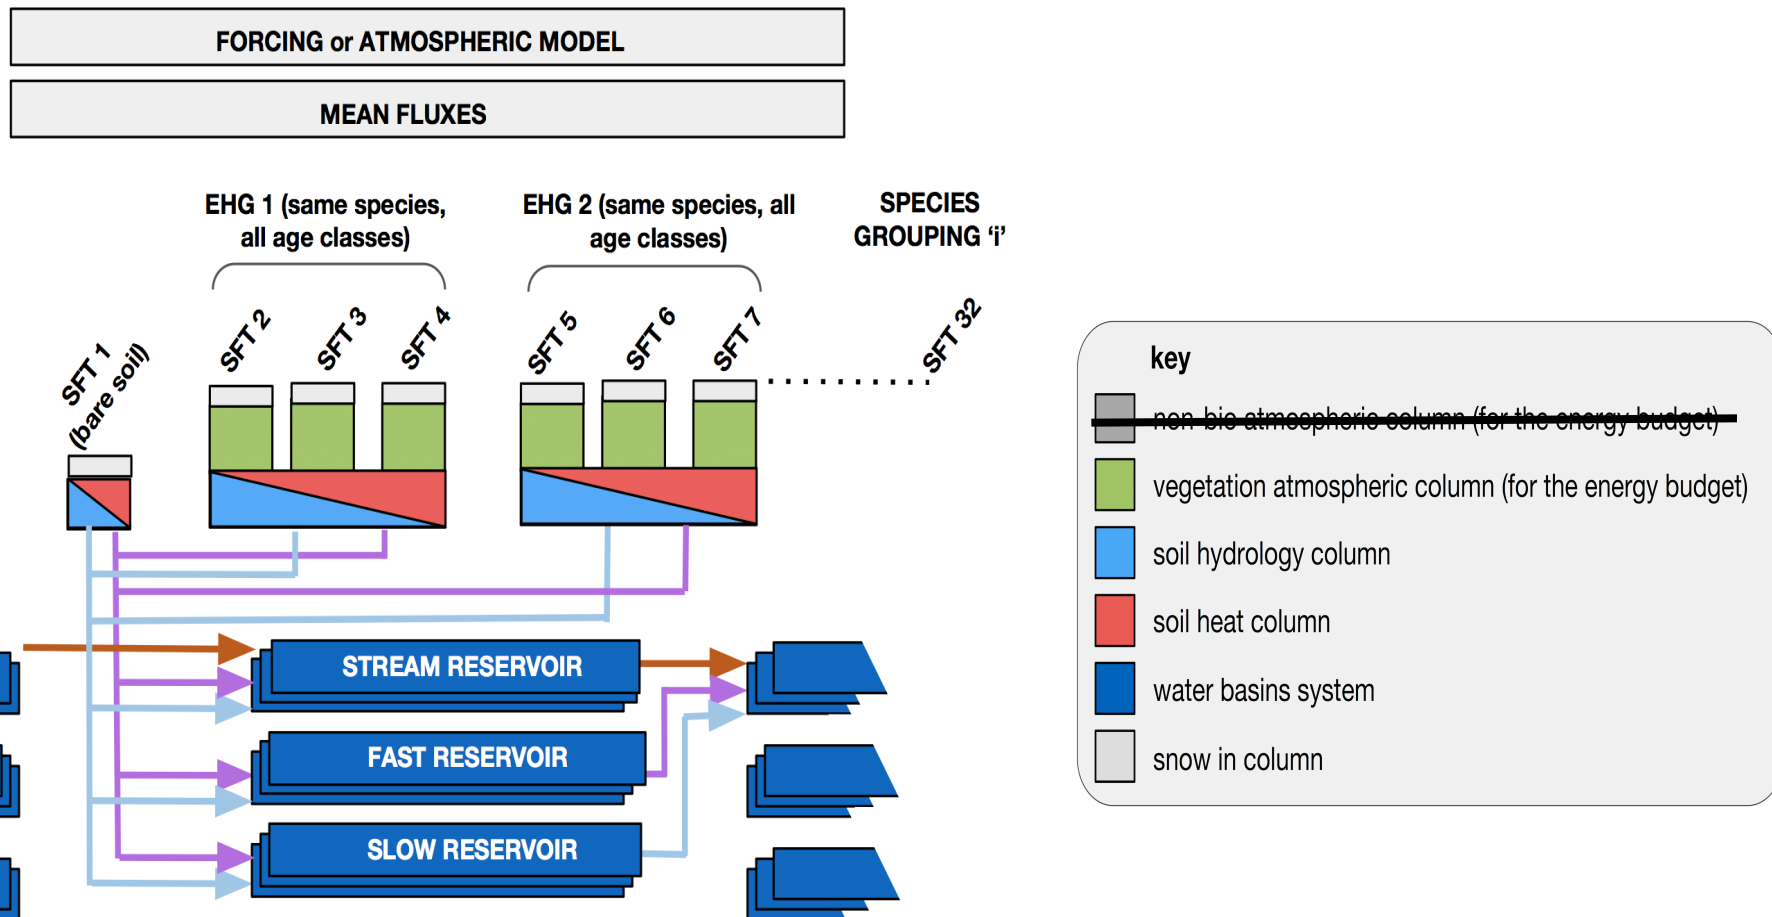 FORCING or ATMOSPHERIC MODEL
MEAN FLUXES
EHG 1 (same species,
all age classes)
EHG 2 (same species, all
age classes)
SPECIES
GROUPING ‘i’
SFT 1
(bare soil)
SFT 2
SFT 3
SFT 4
SFT 5
SFT 6
SFT 7
SFT 32
STREAM RESERVOIR
FAST RESERVOIR
SLOW RESERVOIR
key
non-bio atmospheric column (for the energy budget)
vegetation atmospheric column (for the energy budget)
soil hydrology column
soil heat column
water basins system
snow in column